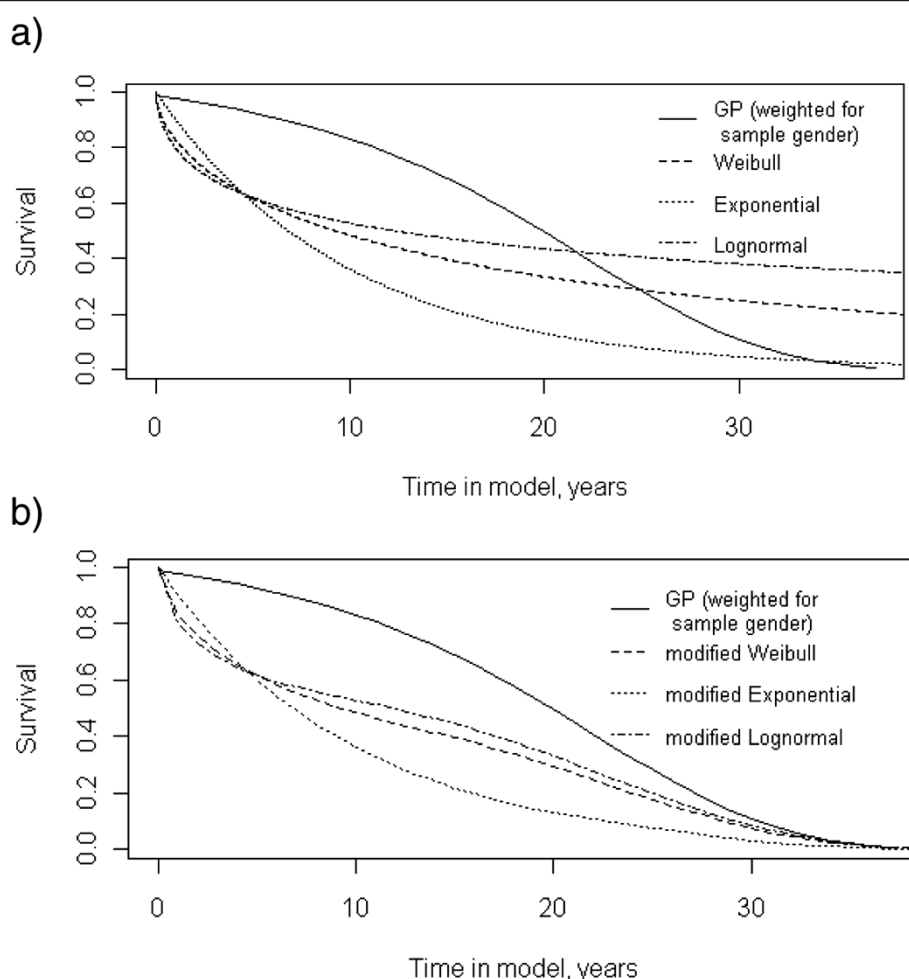 a)
1.0
0.8
0.6
0.4
0.2
0.0
Survival
GP (weighted for
sample gender)
Weibull
Exponential
Lognormal
0 10 20 30
Time in model, years
b)
1.0
0.8
0.6
0.4
0.2
0.0
Survival
GP (weighted for
sample gender)
modified Weibull
modified Exponential
modified Lognormal
0 10 20 30
Time in model, years